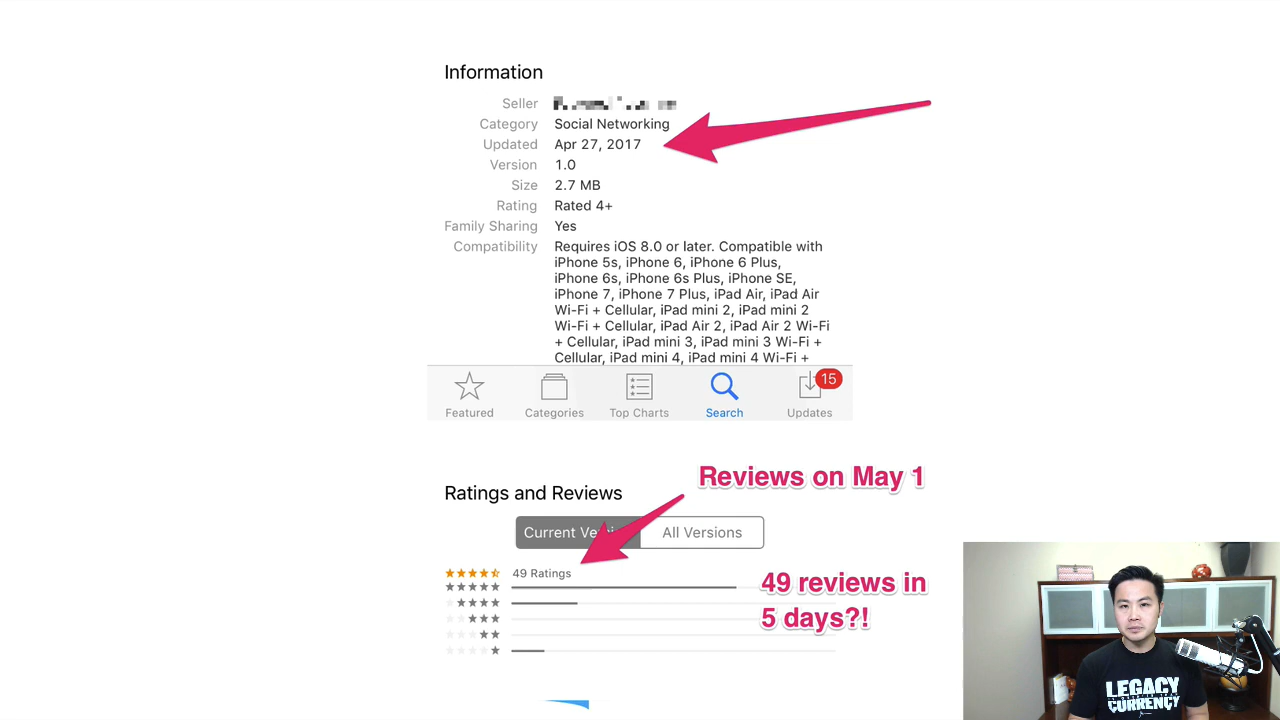 Information
Seller
Category Social Networking
Updated Apr 27, 2017
Version 1.0
Size 2.7 MB
Rating Rated 4+
Family Sharing Yes
Compatibility Requires iOS 8.0 or later. Compatible with
iPhone 5s, iPhone 6, iPhone 6 Plus,
iPhone 6s, iPhone 6s Plus, iPhone SE,
iPhone 7, iPhone 7 Plus, iPad Air, iPad Air
Wi-Fi + Cellular, iPad mini 2, iPad mini 2
Wi-Fi + Cellular, iPad Air 2, iPad Air 2 Wi-Fi
+ Cellular, iPad mini 3, iPad mini 3 Wi-Fi +
Cellular, iPad mini 4, iPad mini 4 Wi-Fi +
15
Featured Categories Top Charts Search Updates
Reviews on May 1
Ratings and Reviews
Current All Versions
49 Ratings
49 reviews in
5 days?!
LEGACY
CURRENCY